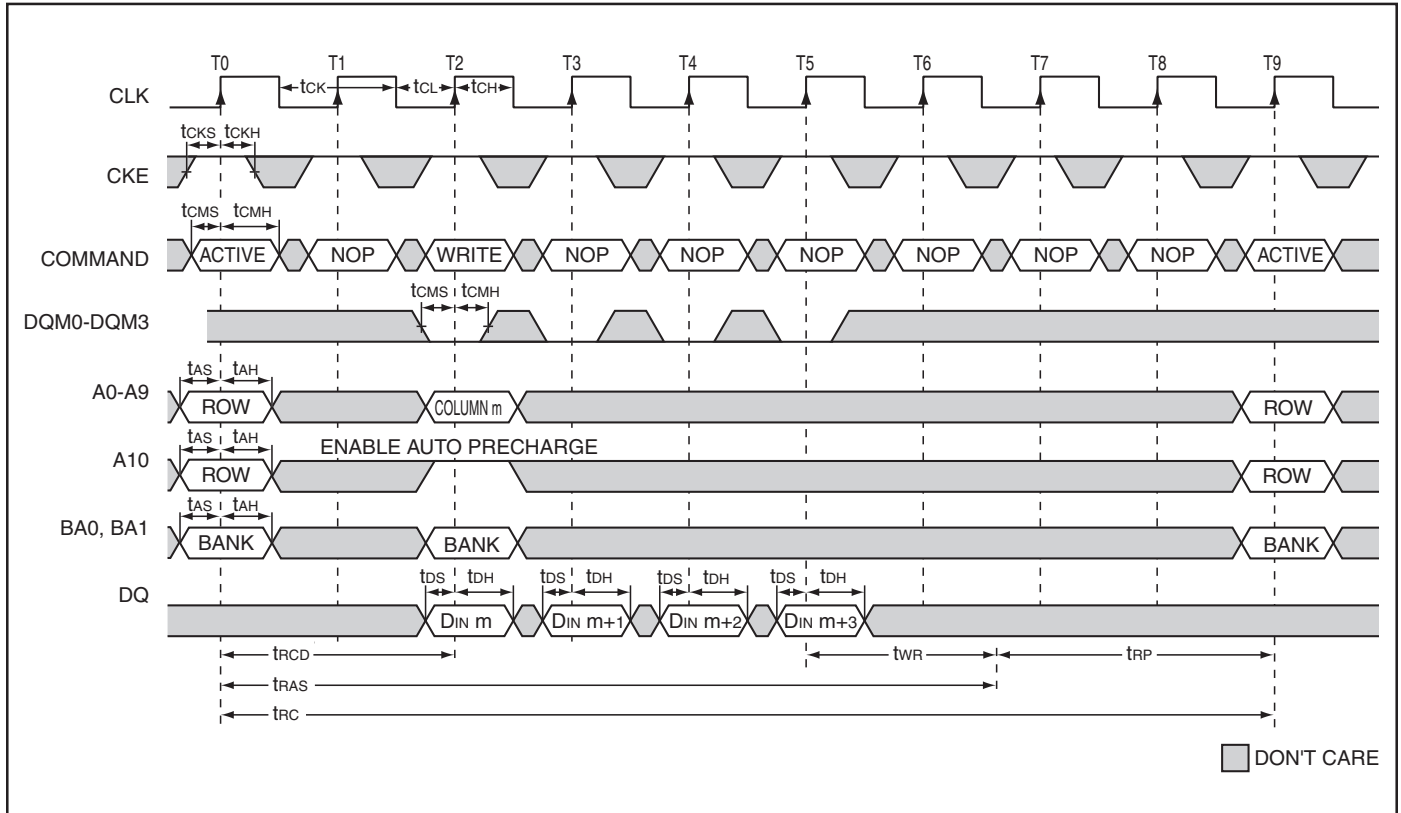 T0 T1 T2 T3 T4 T5 T6 T7 T8 T9
CLK tCK tCL tCH
tCKS tCKH
CKE
tCMS tCMH
COMMAND ACTIVE NOP WRITE NOP NOP NOP NOP NOP NOP ACTIVE
tCMS tCMH
DQM0-DQM3
tAS tAH
A0-A9 ROW COLUMN m ROW
tAS tAH ENABLE AUTO PRECHARGE
A10 ROW ROW
tAS tAH
BA0, BA1 BANK BANK BANK
tDS tDH tDS tDH tDS tDH tDS tDH
DQ DIN m DIN m+1 DIN m+2 DIN m+3
tRCD tWR tRP
tRAS
tRC
DON'T CARE